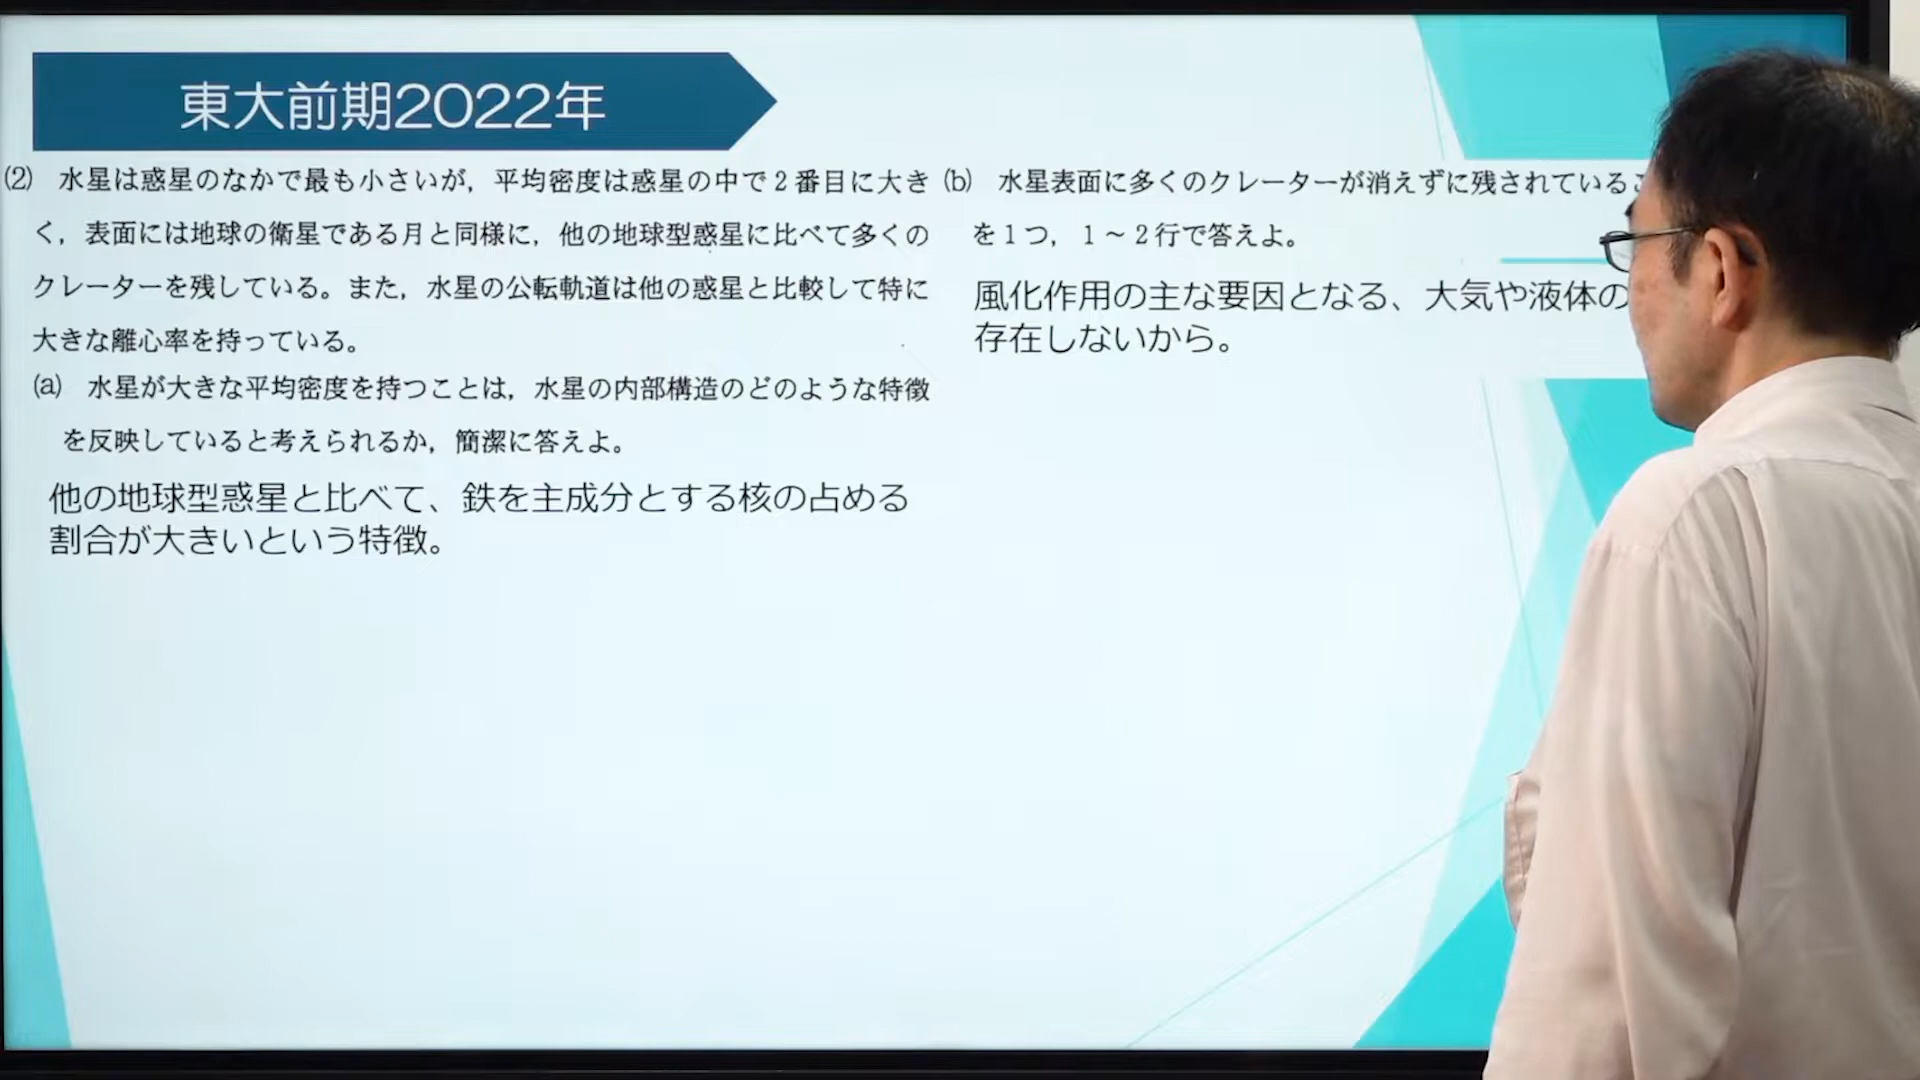 東大前期2022年
(2) 水星は惑星のなかで最も小さいが，平均密度は惑星の中で2番目に大き
く，表面には地球の衛星である月と同様に，他の地球型惑星に比べて多くの
クレーターを残している。また，水星の公転軌道は他の惑星と比較して特に
大きな離心率を持っている。
(a) 水星が大きな平均密度を持つことは，水星の内部構造のどのような特徴
を反映していると考えられるか，簡潔に答えよ。
他の地球型惑星と比べて、鉄を主成分とする核の占める
割合が大きいという特徴。
(b) 水星表面に多くのクレーターが消えずに残されている
を1つ，1～2行で答えよ。
風化作用の主な要因となる、大気や液体の
存在しないから。